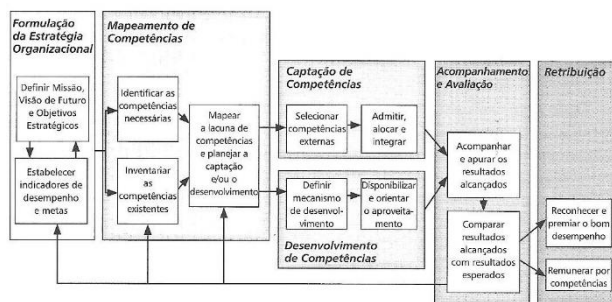 Formulação
da Estratégia
Organizacional
Definir Missão,
Visão de Futuro
e Objetivos
Estratégicos
Estabelecer
indicadores de
desempenho
e metas
Mapeamento de
Competências
Identificar as
competências
necessárias
Inventariar
as
competências
existentes
Mapear
a lacuna de
competências
e planejar a
captação
e/ou o
desenvolvimento
Captação de
Competências
Selecionar
competências
externas
Admitir,
alocar e
integrar
Definir
mecanismo de
desenvol-
vimento
Disponibilizar
e orientar
o aproveita-
mento
Desenvolvimento
de Competências
Acompanhamento
e Avaliação
Acompanhar
e apurar os
resultados
alcançados
Comparar
resultados
alcançados
com resultados
esperados
Retribuição
Reconhecer e
premiar o bom
desempenho
Remunerar por
competências